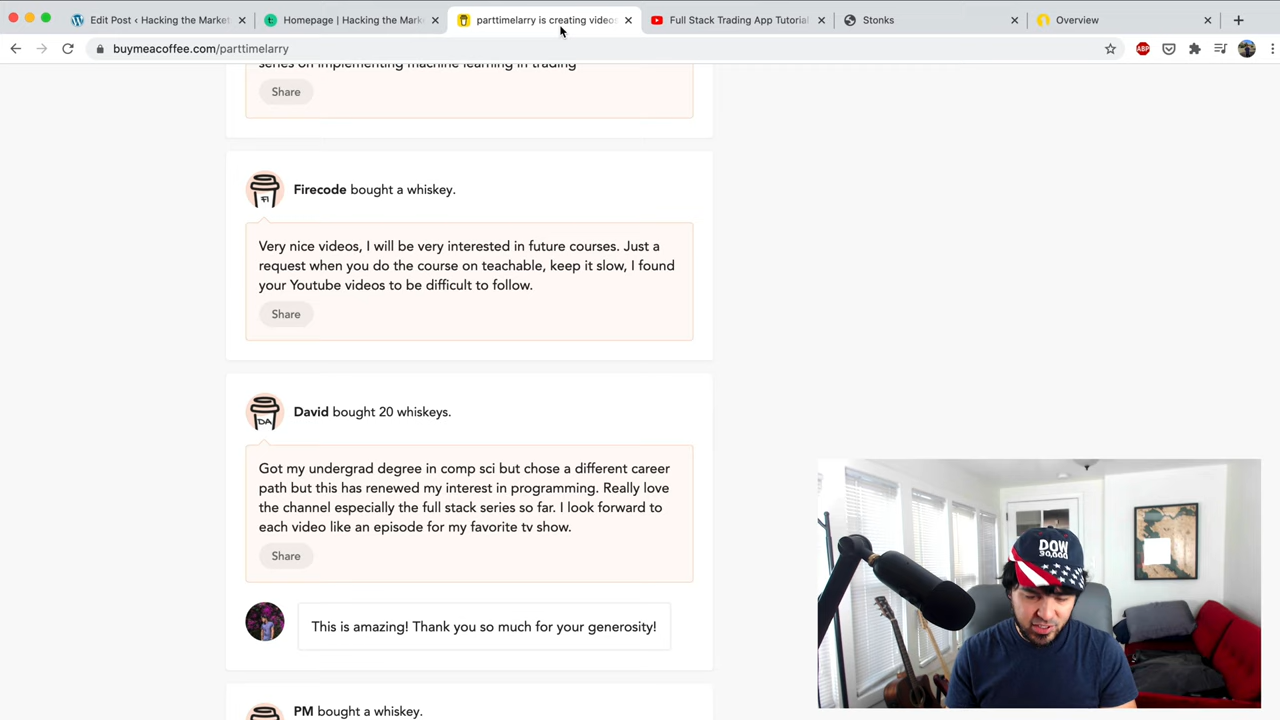 Edit Post ‹ Hacking the Market
Homepage | Hacking the Mark
parttimelarry is creating videos
Full Stack Trading App Tutorial
Stonks
Overview
buymeacoffee.com/parttimelarry
ABP
series on implementing machine learning in trading
Share
FI
Firecode bought a whiskey.
Very nice videos, I will be very interested in future courses. Just a
request when you do the course on teachable, keep it slow, I found
your Youtube videos to be difficult to follow.
Share
DA
David bought 20 whiskeys.
Got my undergrad degree in comp sci but chose a different career
path but this has renewed my interest in programming. Really love
the channel especially the full stack series so far. I look forward to
each video like an episode for my favorite tv show.
Share
This is amazing! Thank you so much for your generosity!
PM bought a whiskey.
DOW
30,000